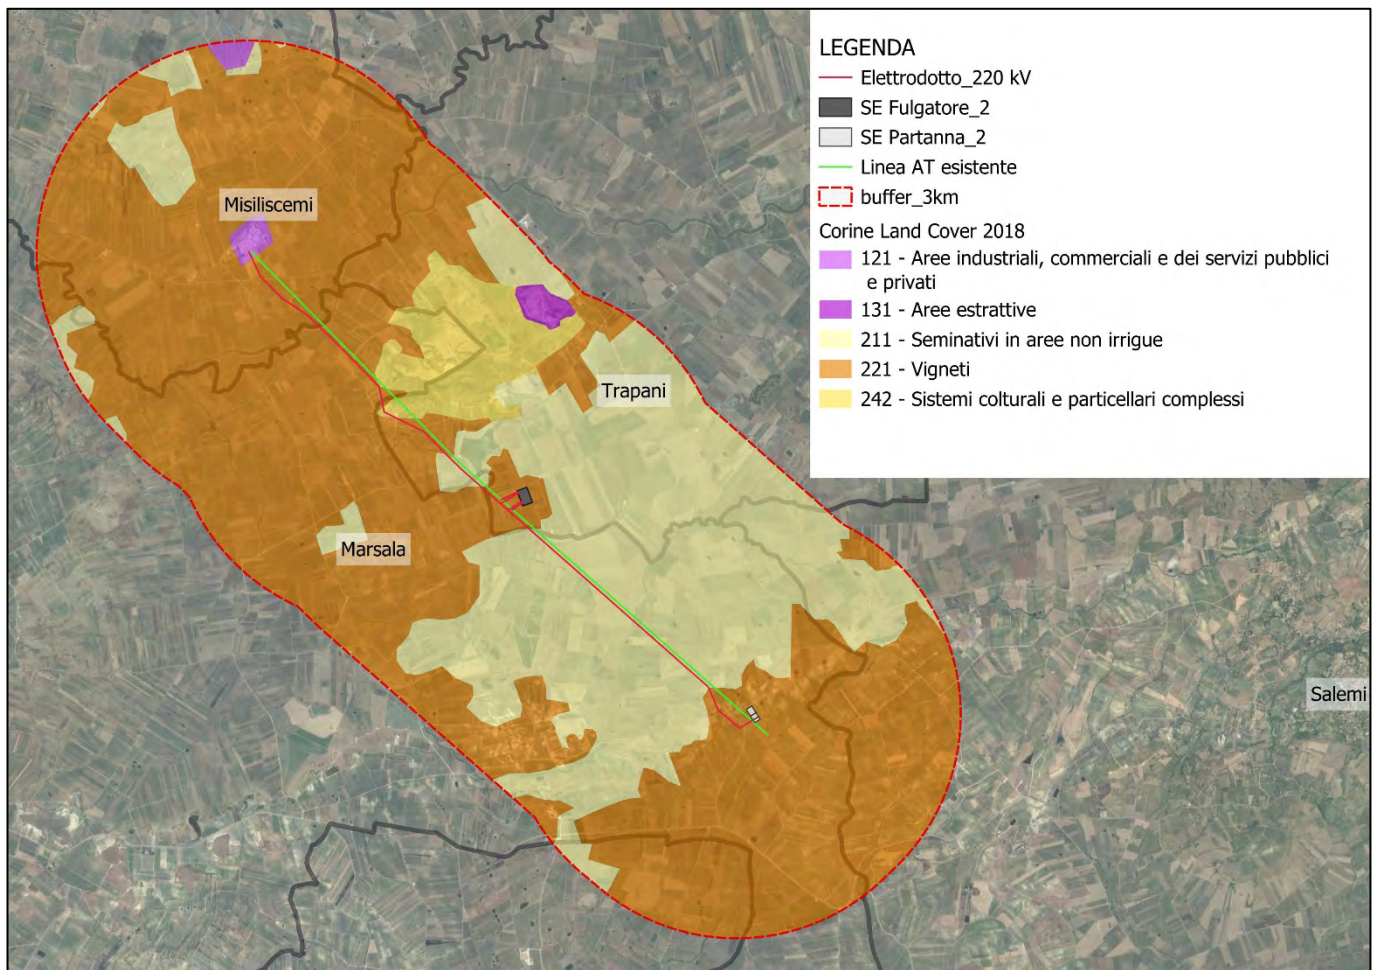 LEGENDA
Elettrodotto_220 kV
SE Fulgatore_2
SE Partanna_2
Linea AT esistente
buffer_3km
Corine Land Cover 2018
121 - Aree industriali, commerciali e dei servizi pubblici
e privati
131 - Aree estrattive
211 - Seminativi in aree non irrigue
221 - Vigneti
242 - Sistemi colturali e particellari complessi
Misiliscemi
Trapani
Marsala
Salemi